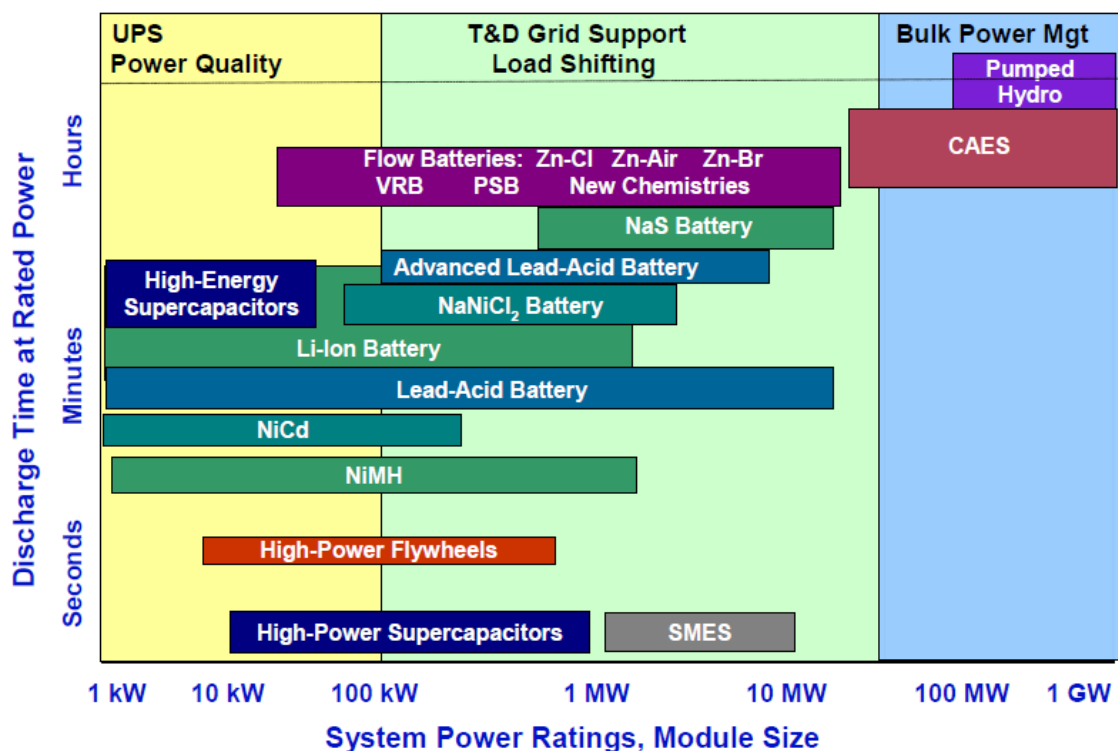 UPS
Power Quality
T&D Grid Support
Load Shifting
Bulk Power Mgt
Pumped
Hydro
CAES
Flow Batteries: Zn-Cl Zn-Air Zn-Br
VRB PSB New Chemistries
NaS Battery
Advanced Lead-Acid Battery
High-Energy
Supercapacitors
NaNiCl₂ Battery
Li-Ion Battery
Lead-Acid Battery
NiCd
NiMH
High-Power Flywheels
High-Power Supercapacitors
SMES
Discharge Time at Rated Power
Hours
Minutes
Seconds
1 kW 10 kW 100 kW 1 MW 10 MW 100 MW 1 GW
System Power Ratings, Module Size